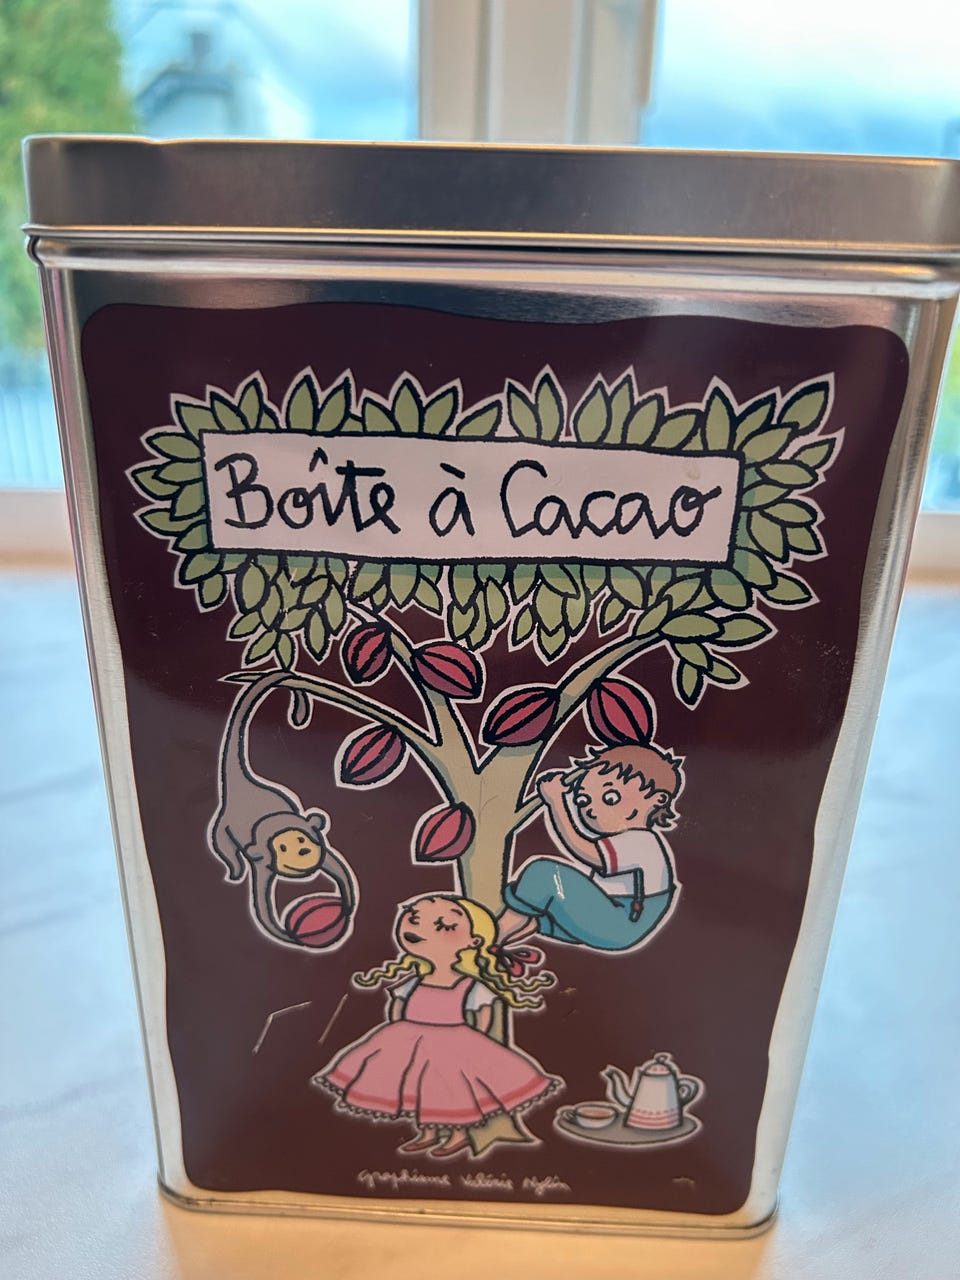 Boîte à Cacao
graphisme Valérie Nylin